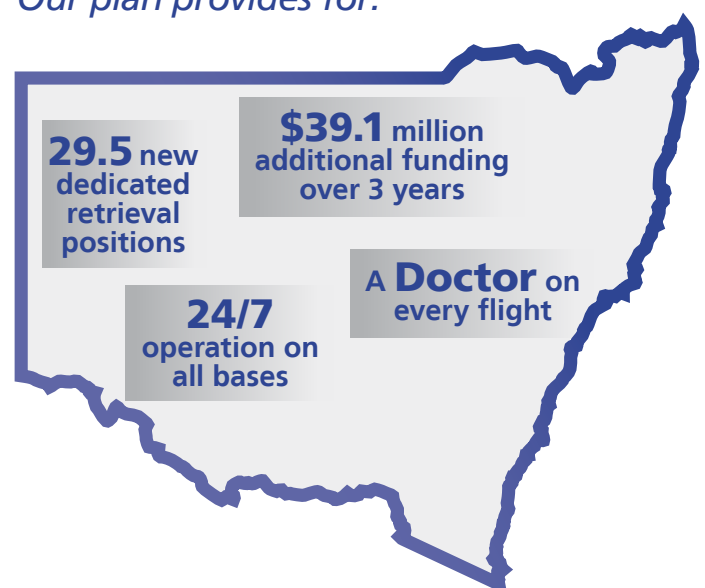 Our plan provides for:
29.5 new
dedicated
retrieval
positions
$39.1 million
additional funding
over 3 years
A Doctor on
every flight
24/7
operation on
all bases